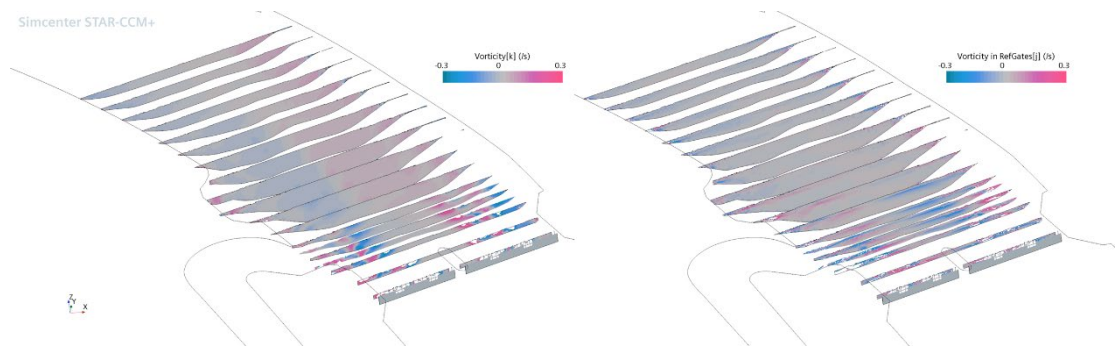 Simcenter STAR-CCM+
Vorticity[k] (/s)
-0.3 0 0.3
Vorticity in RefGates[j] (/s)
-0.3 0 0.3
Z
Y
X